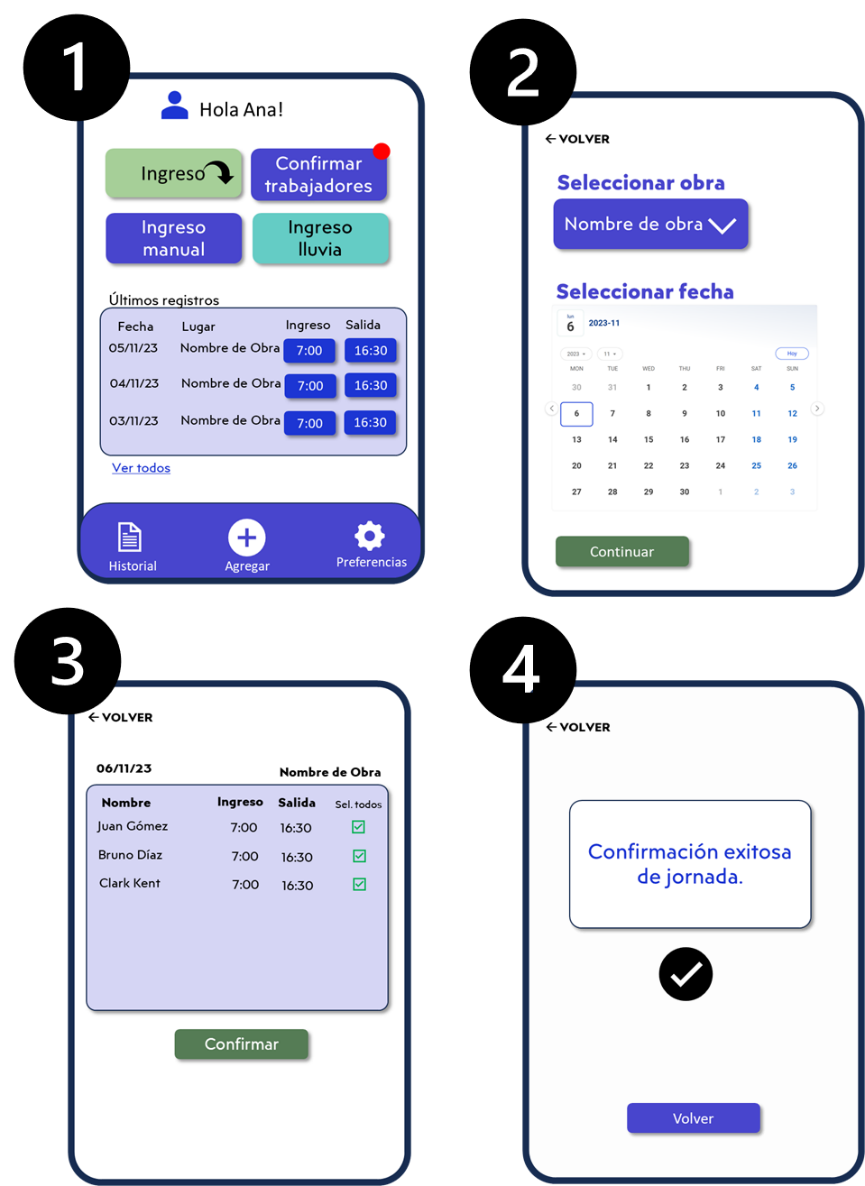 1
Hola Ana!
Ingreso
Confirmar
trabajadores
Ingreso
manual
Ingreso
lluvia
Últimos registros
Fecha Lugar Ingreso Salida
05/11/23 Nombre de Obra 7:00 16:30
04/11/23 Nombre de Obra 7:00 16:30
03/11/23 Nombre de Obra 7:00 16:30
Ver todos
Historial Agregar Preferencias
2
← VOLVER
Seleccionar obra
Nombre de obra
Seleccionar fecha
lun
6 2023-11
2023 11 Hoy
MON TUE WED THU FRI SAT SUN
30 31 1 2 3 4 5
6 7 8 9 10 11 12
13 14 15 16 17 18 19
20 21 22 23 24 25 26
27 28 29 30 1 2 3
Continuar
3
← VOLVER
06/11/23 Nombre de Obra
Nombre Ingreso Salida Sel. todos
Juan Gómez 7:00 16:30
Bruno Díaz 7:00 16:30
Clark Kent 7:00 16:30
Confirmar
4
← VOLVER
Confirmación exitosa
de jornada.
Volver